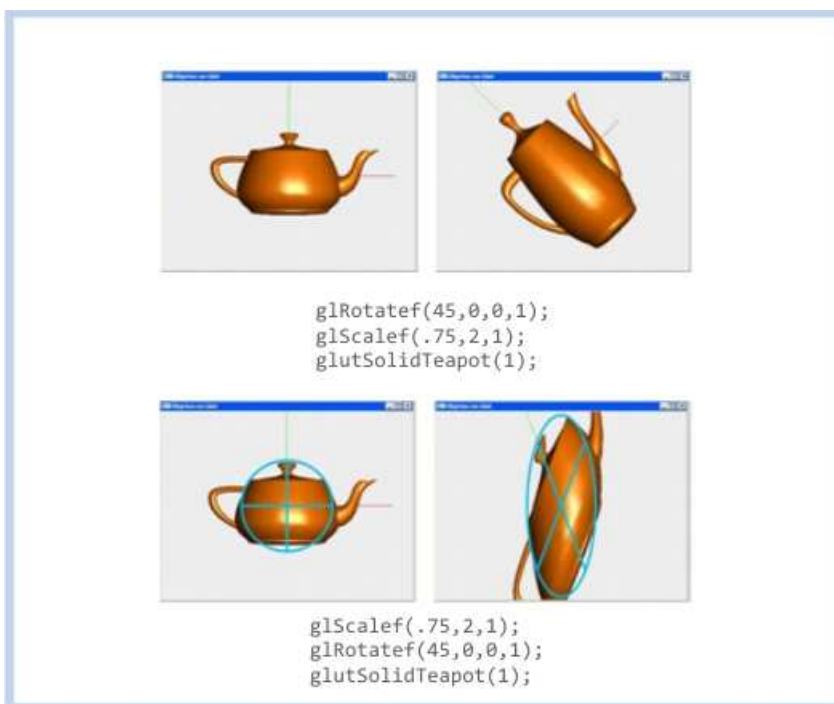 glRotatef(45,0,0,1);
glScalef(.75,2,1);
glutSolidTeapot(1);
glScalef(.75,2,1);
glRotatef(45,0,0,1);
glutSolidTeapot(1);